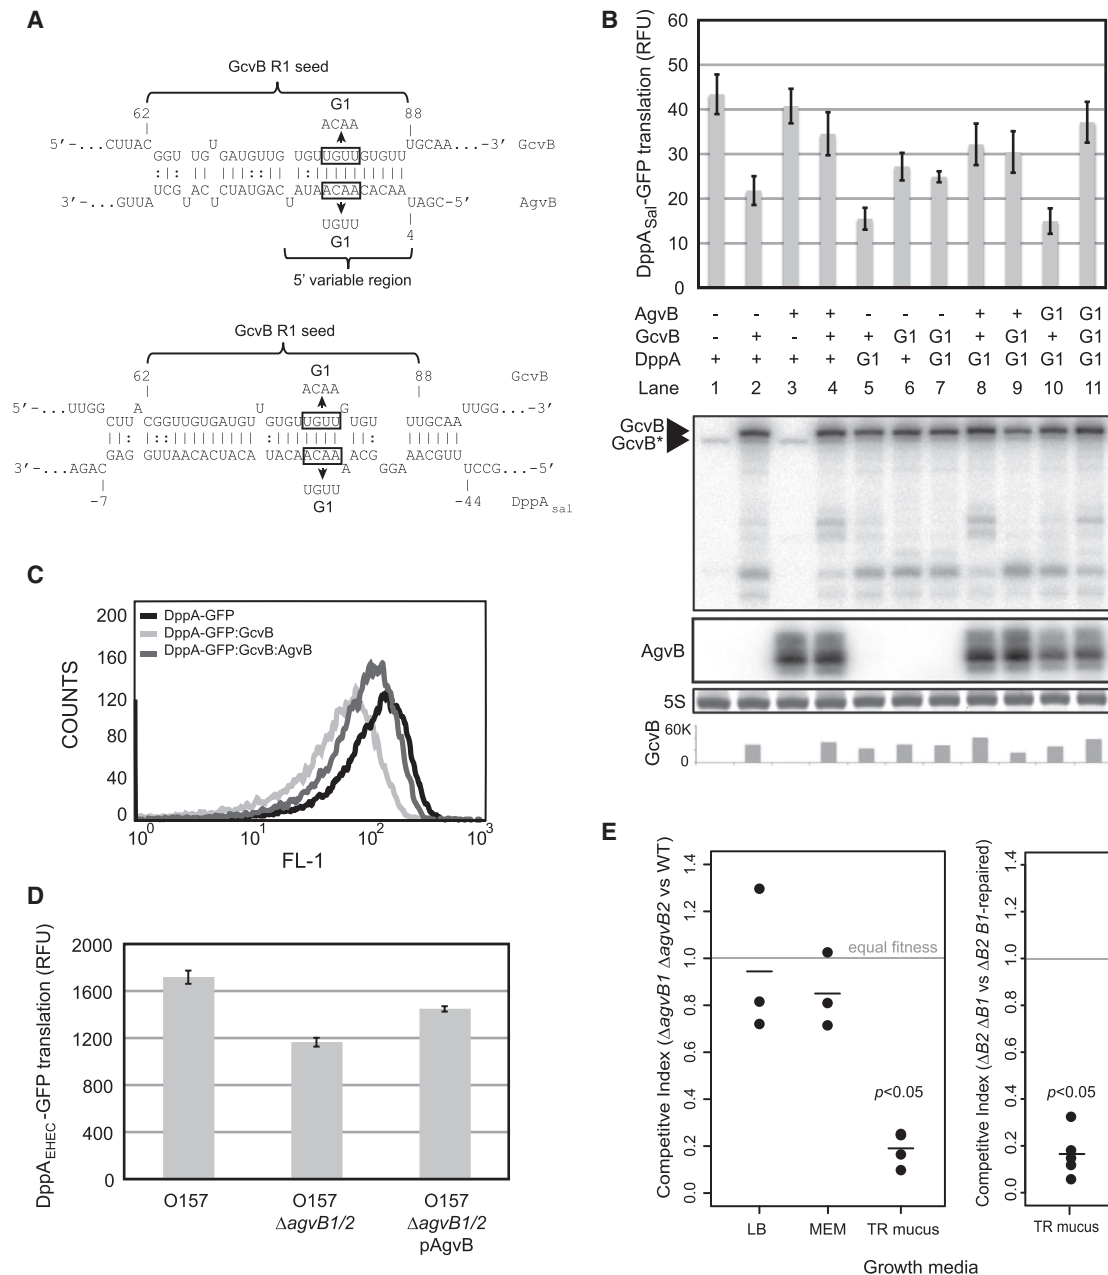 A
GcvB R1 seed
G1
62
ACAA
88
5’-...CUUAC U UGCAA...-3’ GcvB
GGU UG GAUGUUG UGUUGUUGUGUU
UCG AC CUAUGAC AUAACAACACAA
3’-...GUUA U U U UAGC-5’ AgvB
UGUU
G1
4
5’ variable region
GcvB R1 seed
G1
62
ACAA
88
GcvB
5’-...UUGG A U G UUGG...-3’
CUU CGGUUGUGAUGU GUGUUGUU UGU UUGCAA
GAG GUUAACACUACA UACAACAA ACG AACGUU
3’-...AGAC A GGA UCCG...-5’
-7
UGUU
G1
-44
DppA sal
B
DppASal-GFP translation (RFU)
60
50
40
30
20
10
0
AgvB - - + + - - - + + G1 G1
GcvB - + - + + G1 G1 + G1 + G1
DppA + + + + G1 + G1 G1 G1 G1 G1
Lane 1 2 3 4 5 6 7 8 9 10 11
GcvB
GcvB*
AgvB
5S
GcvB
60K
0
C
COUNTS
200
160
120
80
40
0
DppA-GFP
DppA-GFP:GcvB
DppA-GFP:GcvB:AgvB
10^0 10^1 10^2 10^3
FL-1
D
DppAEHEC-GFP translation (RFU)
2000
1600
1200
800
400
0
O157 O157 O157
ΔagvB1/2 ΔagvB1/2
pAgvB
E
Competitve Index (ΔagvB1 ΔagvB2 vs WT)
1.4
1.2
1.0
0.8
0.6
0.4
0.2
0.0
equal fitness
p<0.05
LB MEM TR mucus
Competitive Index (ΔB2 ΔB1 vs ΔB2 B1-repaired)
1.4
1.2
1.0
0.8
0.6
0.4
0.2
0.0
p<0.05
TR mucus
Growth media